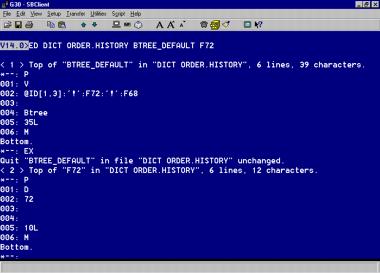 G30 - SBClient
File Edit View Setup Transfer Utilities Script Help
V14.0>ED DICT ORDER.HISTORY BTREE_DEFAULT F72
< 1 > Top of "BTREE_DEFAULT" in "DICT ORDER.HISTORY", 6 lines, 39 characters.
*--: P
001: V
002: @ID[1,3]:'!':F72:'!':F68
003:
004: Btree
005: 35L
006: M
Bottom.
*--: EX
Quit "BTREE_DEFAULT" in file "DICT ORDER.HISTORY" unchanged.
< 2 > Top of "F72" in "DICT ORDER.HISTORY", 6 lines, 12 characters.
*--: P
001: D
002: 72
003:
004:
005: 10L
006: M
Bottom.
*--: